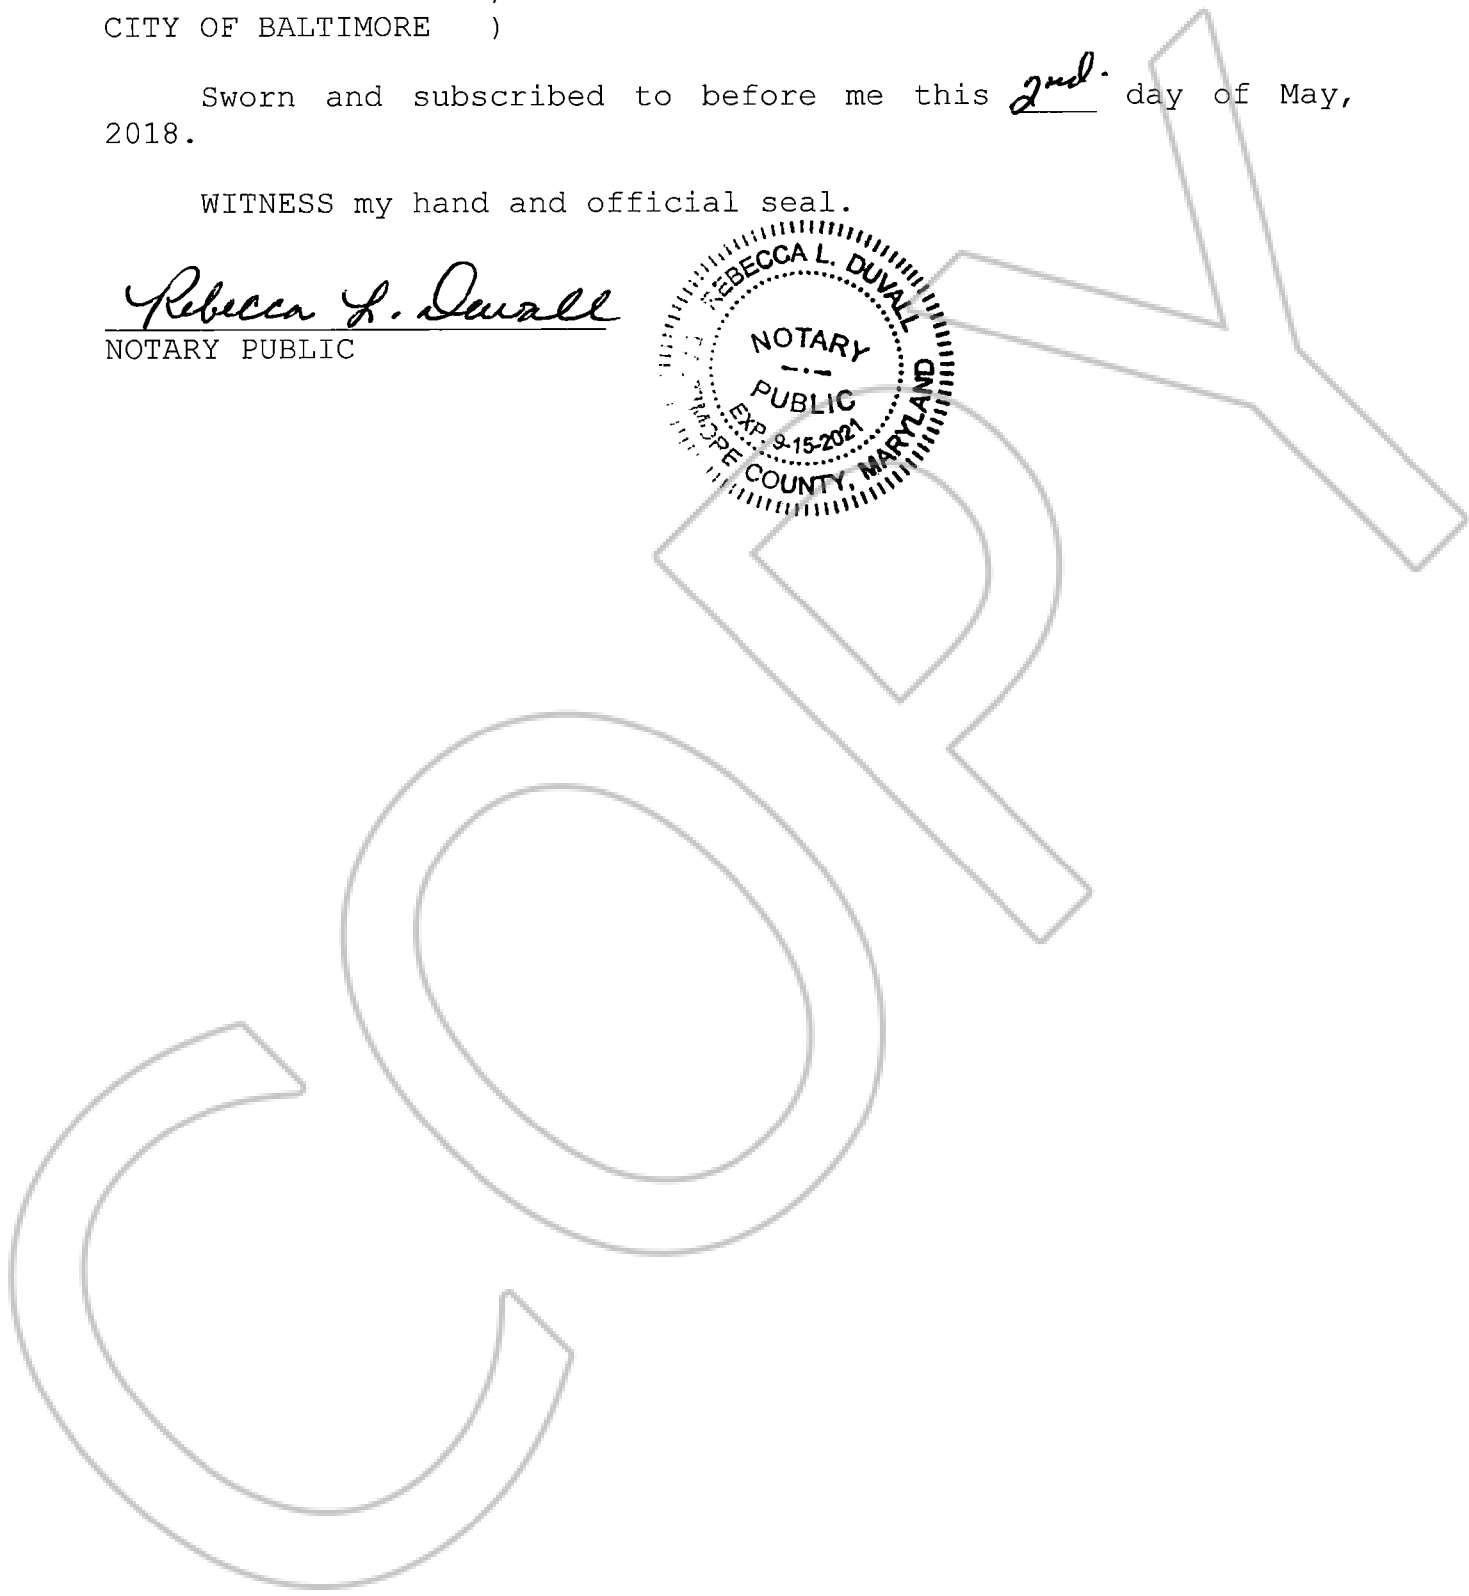 CITY OF BALTIMORE )
Sworn and subscribed to before me this 2nd. day of May,
2018.
WITNESS my hand and official seal.
Rebecca L. Duvall
NOTARY PUBLIC
REBECCA L. DUVALL
NOTARY
PUBLIC
EXP. 9-15-2021
COUNTY, MARYLAND
COPY